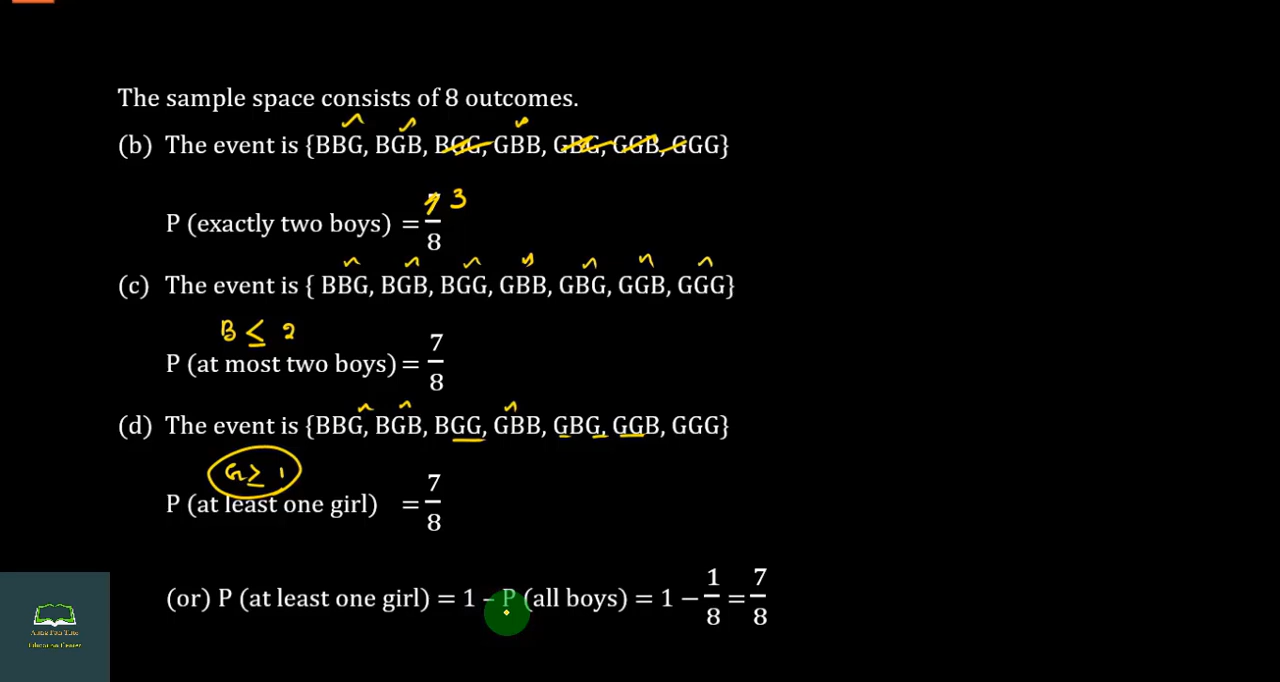 The sample space consists of 8 outcomes.
(b) The event is {BBG, BGB, BGG, GBB, GBG, GGB, GGG}
P (exactly two boys) = 7/8 3
(c) The event is { BBG, BGB, BGG, GBB, GBG, GGB, GGG}
B ≤ 2
P (at most two boys) = 7/8
(d) The event is {BBG, BGB, BGG, GBB, GBG, GGB, GGG}
G ≥ 1
P (at least one girl) = 7/8
(or) P (at least one girl) = 1 – P (all boys) = 1 − 1/8 = 7/8